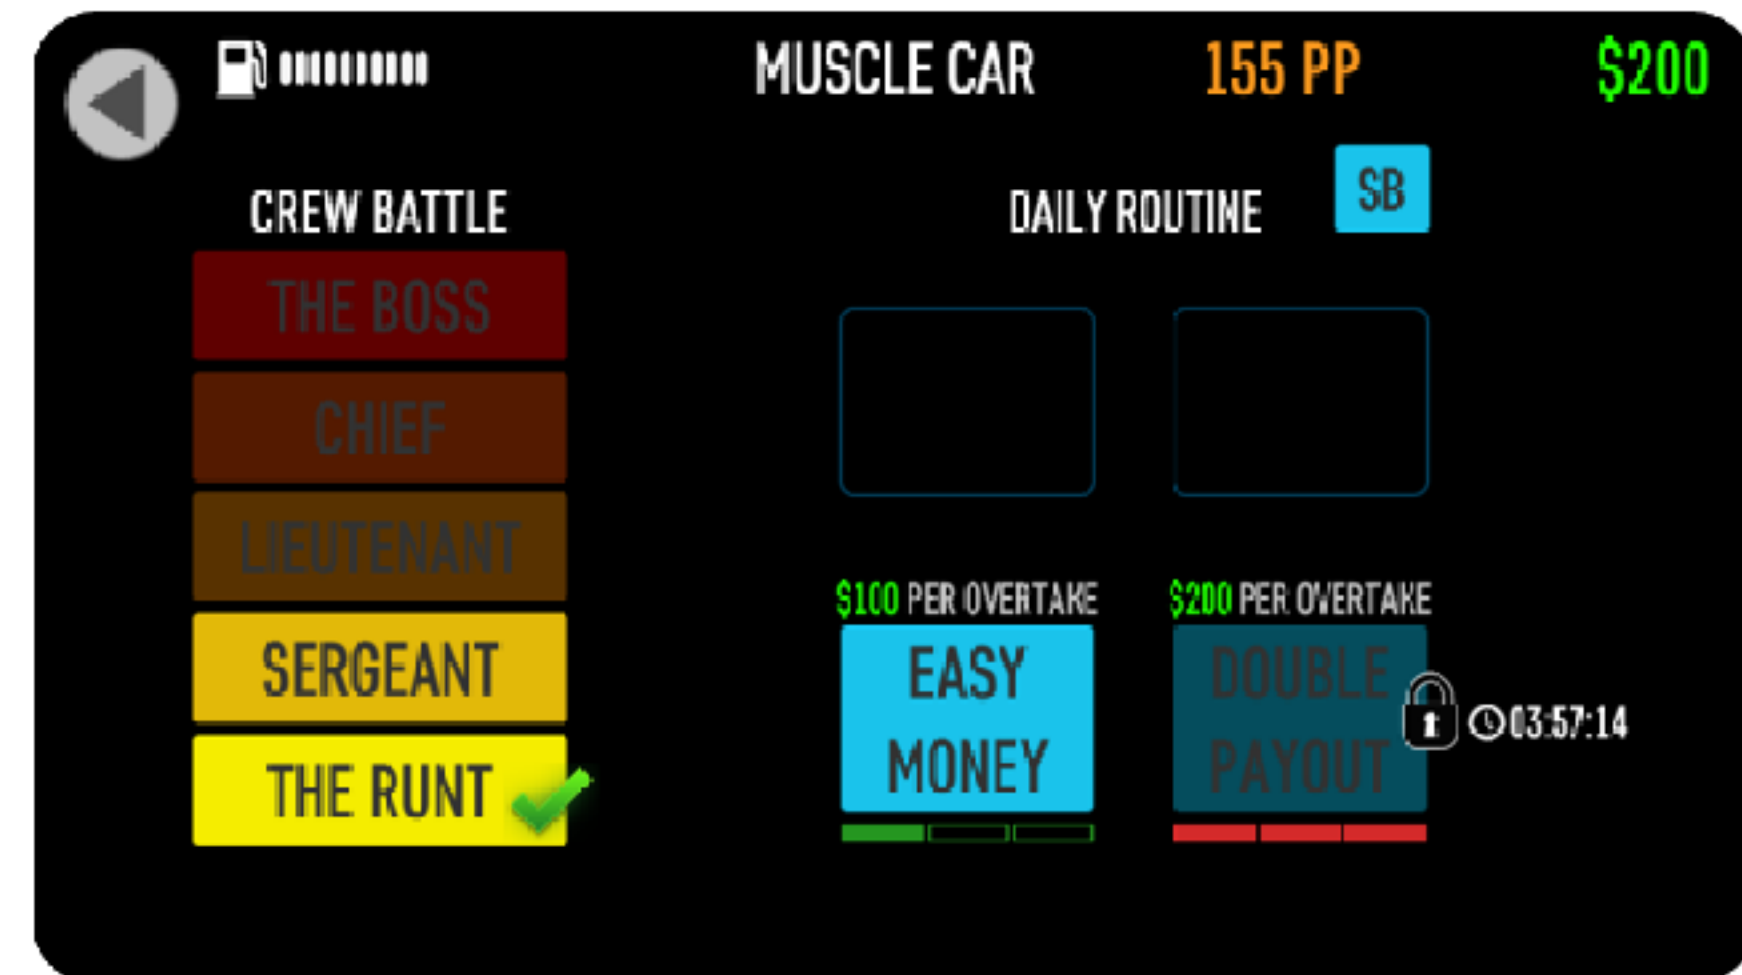 MUSCLE CAR
155 PP
$200
CREW BATTLE
THE BOSS
CHIEF
LIEUTENANT
SERGEANT
THE RUNT
DAILY ROUTINE
SB
$100 PER OVERTAKE
EASY
MONEY
$200 PER OVERTAKE
DOUBLE
PAYOUT
03:57:14